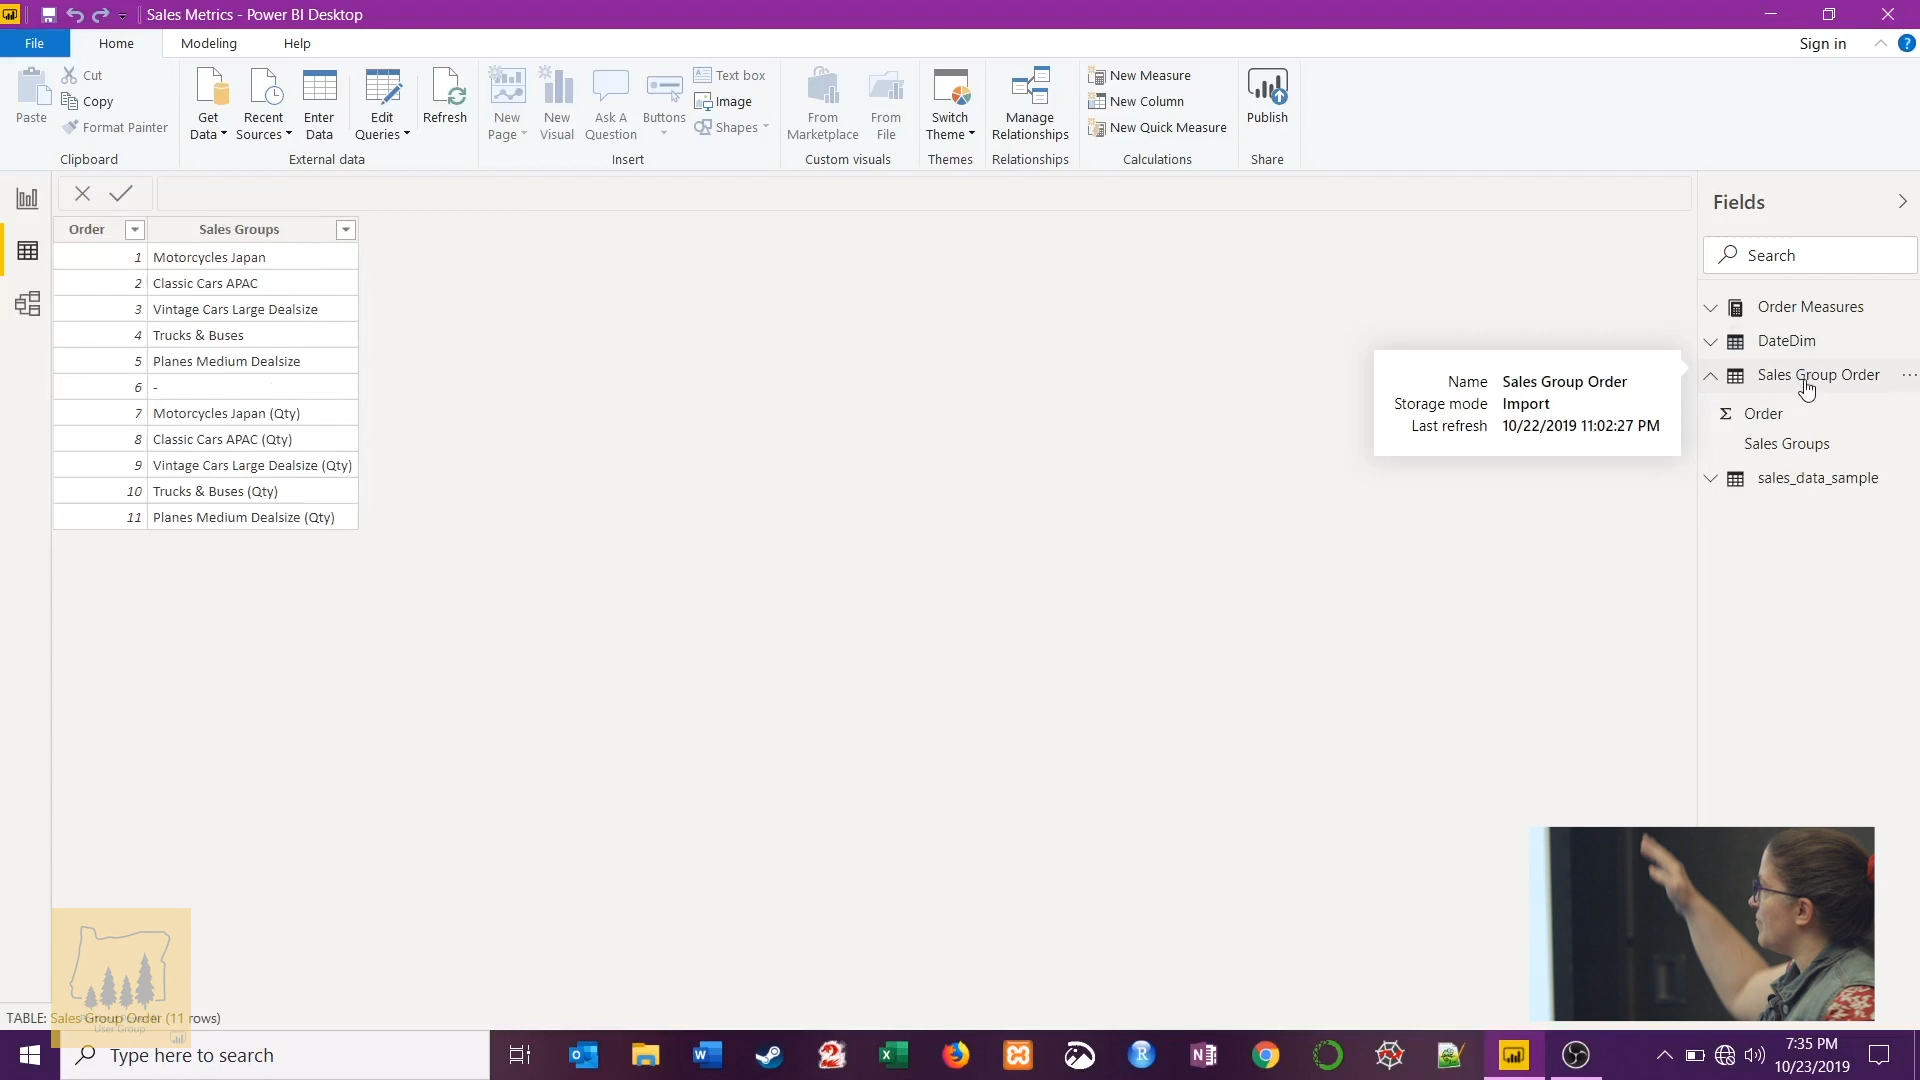 Sales Metrics - Power BI Desktop
File Home Modeling Help Sign in
Paste
Cut
Copy
Format Painter
Clipboard
Get Data
Recent Sources
Enter Data
Edit Queries
Refresh
External data
New Page
New Visual
Ask A Question
Buttons
Text box
Image
Shapes
Insert
From Marketplace
From File
Custom visuals
Switch Theme
Themes
Manage Relationships
Relationships
New Measure
New Column
New Quick Measure
Calculations
Publish
Share
Order Sales Groups
1 Motorcycles Japan
2 Classic Cars APAC
3 Vintage Cars Large Dealsize
4 Trucks & Buses
5 Planes Medium Dealsize
6 -
7 Motorcycles Japan (Qty)
8 Classic Cars APAC (Qty)
9 Vintage Cars Large Dealsize (Qty)
10 Trucks & Buses (Qty)
11 Planes Medium Dealsize (Qty)
Name Sales Group Order
Storage mode Import
Last refresh 10/22/2019 11:02:27 PM
Fields
Search
Order Measures
DateDim
Sales Group Order
Order
Sales Groups
sales_data_sample
TABLE: Sales Group Order (11 rows)
User Group
Type here to search
7:35 PM
10/23/2019